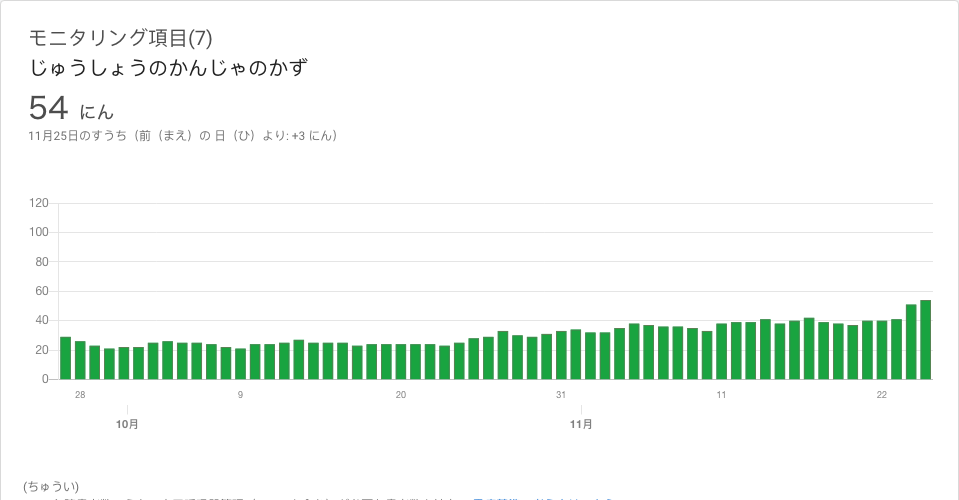 モニタリング項目(7)
じゅうしょうのかんじゃのかず
54 にん
11月25日のすうち（前（まえ）の 日（ひ）より: +3 にん）
120
100
80
60
40
20
0
28 9 20 31 11 22
10月 11月
(ちゅうい)